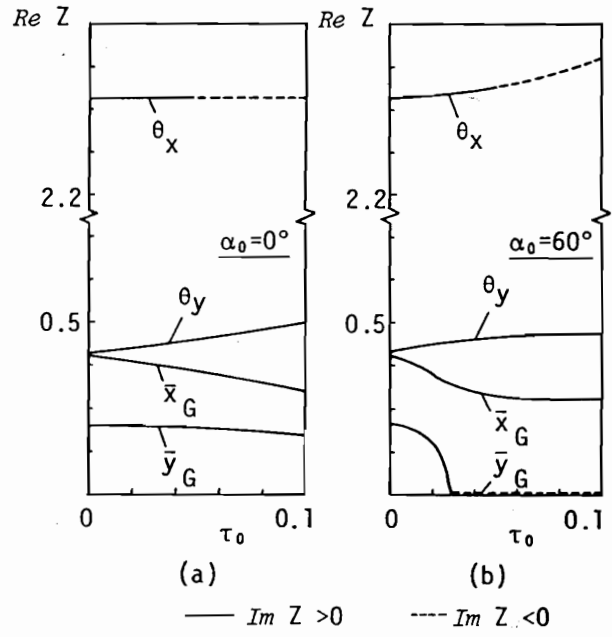 Re Z
Re Z
θx
θx
2.2
2.2
α₀=0°
α₀=60°
θy
θy
0.5
0.5
x̄G
x̄G
ȳG
ȳG
0
τ₀
0.1
0
τ₀
0.1
(a)
(b)
Im Z >0
Im Z <0